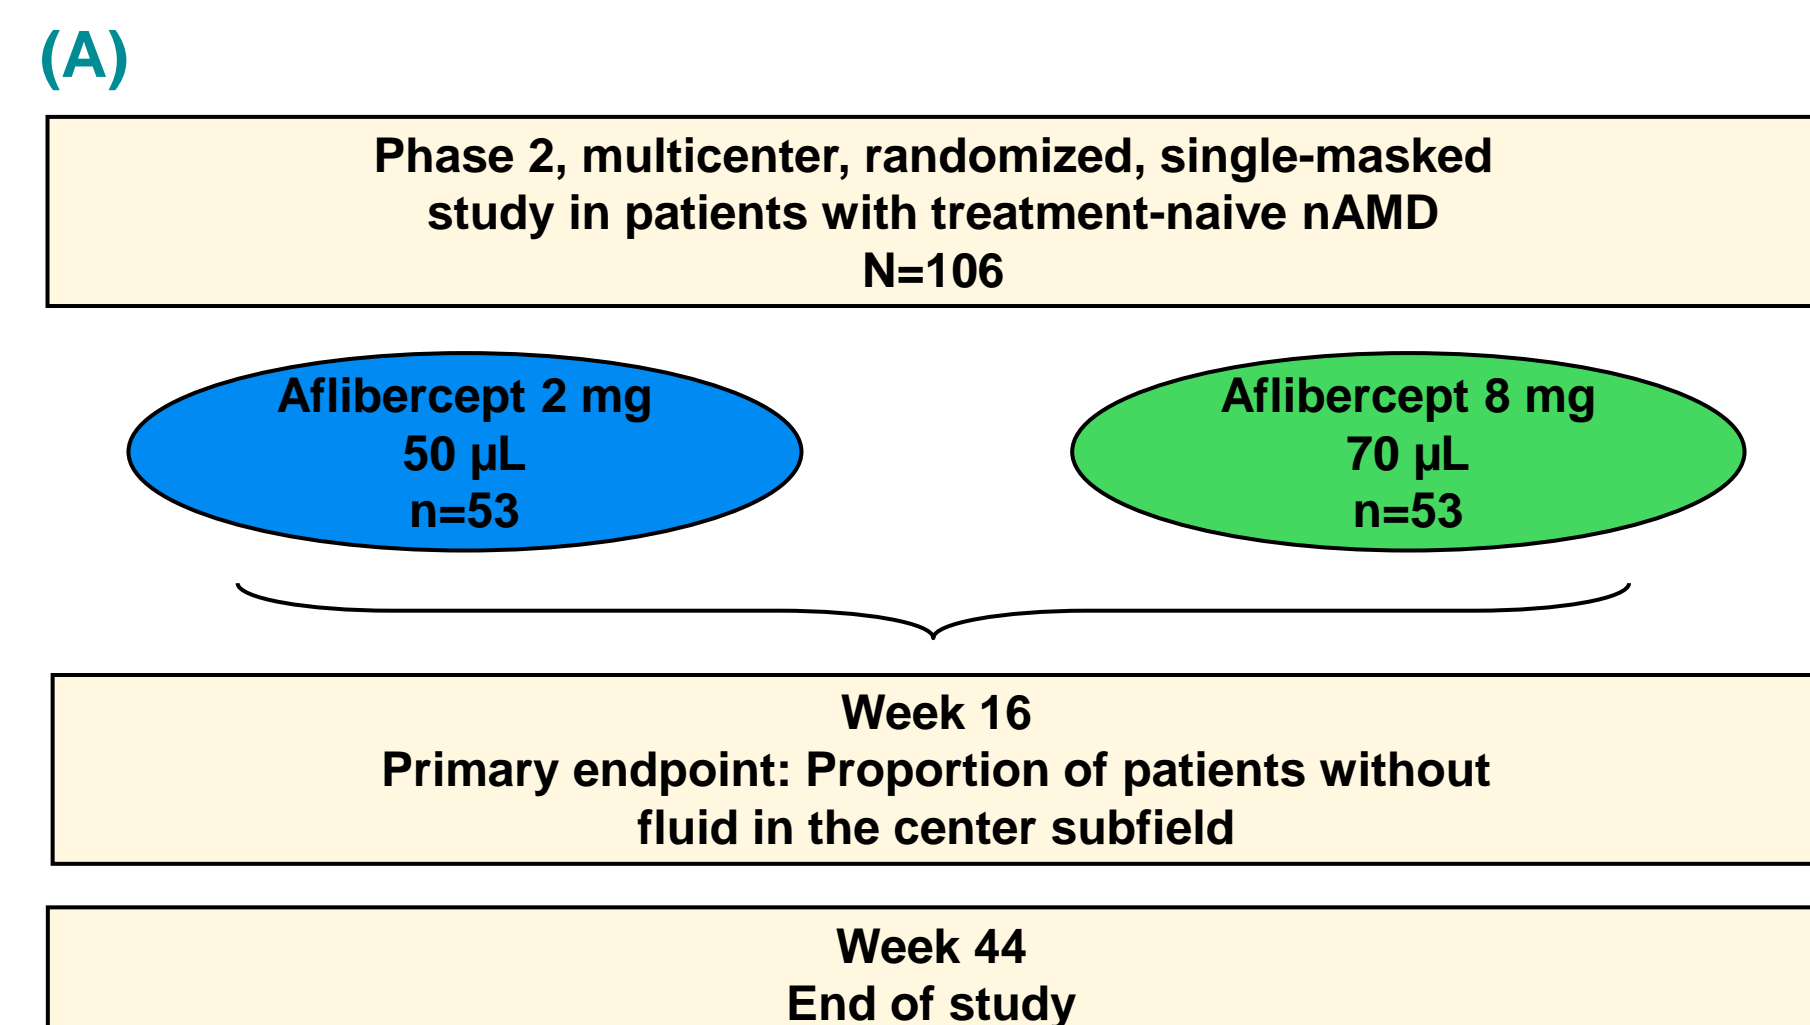 (A)
Phase 2, multicenter, randomized, single-masked
study in patients with treatment-naive nAMD
N=106
Aflibercept 2 mg
50 µL
n=53
Aflibercept 8 mg
70 µL
n=53
Week 16
Primary endpoint: Proportion of patients without
fluid in the center subfield
Week 44
End of study